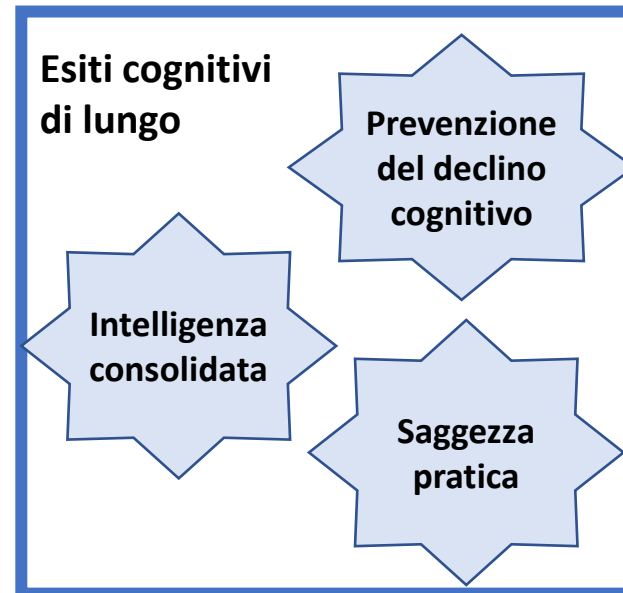 Esiti cognitivi
di lungo
Prevenzione
del declino
cognitivo
Intelligenza
consolidata
Saggezza
pratica